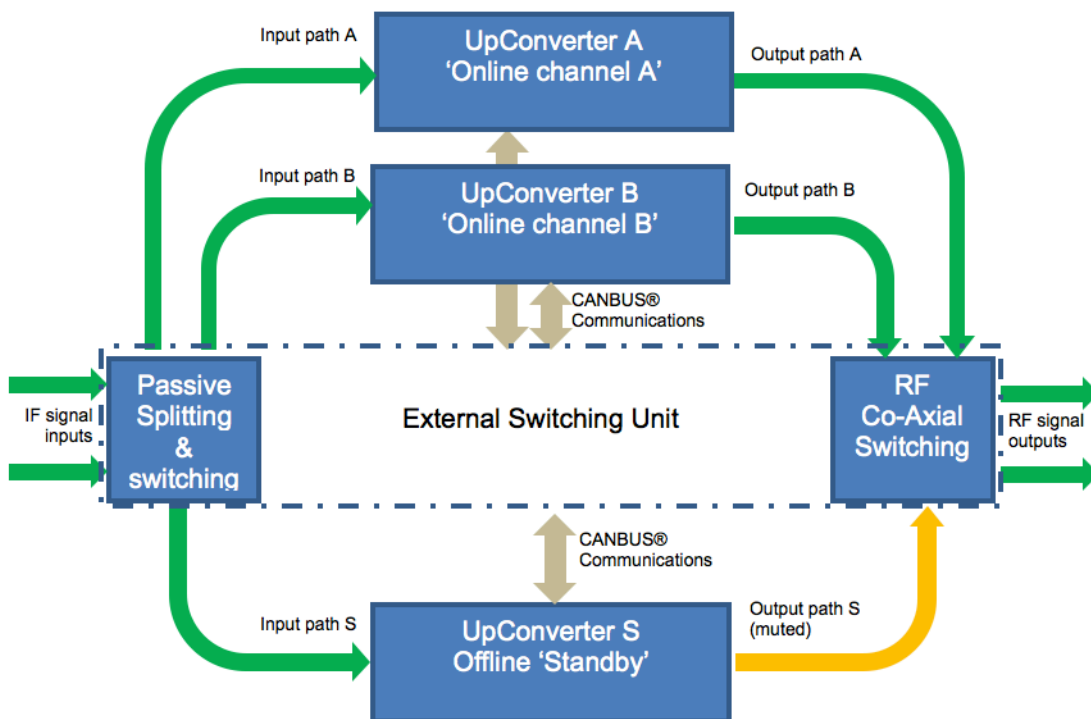 Input path A
UpConverter A
‘Online channel A’
Output path A
Input path B
UpConverter B
‘Online channel B’
Output path B
CANBUS®
Communications
IF signal
inputs
Passive
Splitting
&
switching
External Switching Unit
RF
Co-Axial
Switching
RF signal
outputs
CANBUS®
Communications
Input path S
UpConverter S
Offline ‘Standby’
Output path S
(muted)